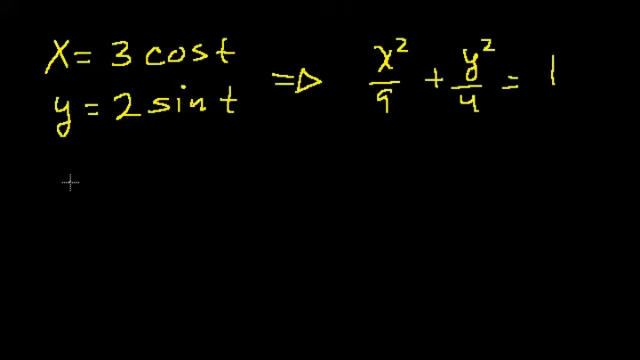 x = 3 cos t
y = 2 sin t ⇒ x²/9 + y²/4 = 1